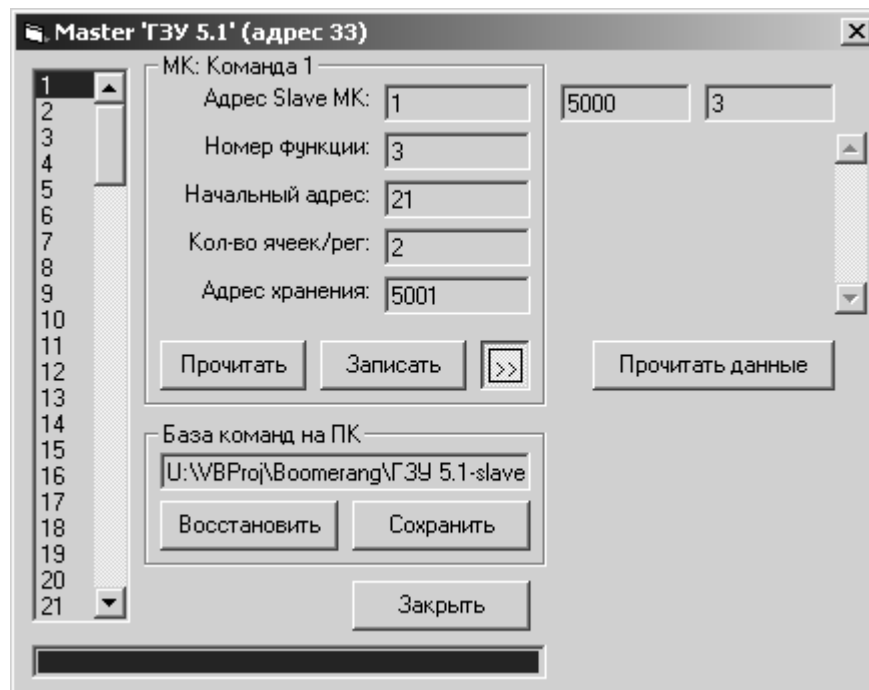 Master 'ГЗУ 5.1' (адрес 33)
1
2
3
4
5
6
7
8
9
10
11
12
13
14
15
16
17
18
19
20
21
МК: Команда 1
Адрес Slave МК: 1
Номер функции: 3
Начальный адрес: 21
Кол-во ячеек/рег: 2
Адрес хранения: 5001
Прочитать Записать >>
База команд на ПК
U:\VBProj\Boomerang\ГЗУ 5.1-slave
Восстановить Сохранить
Закрыть
5000 3
Прочитать данные